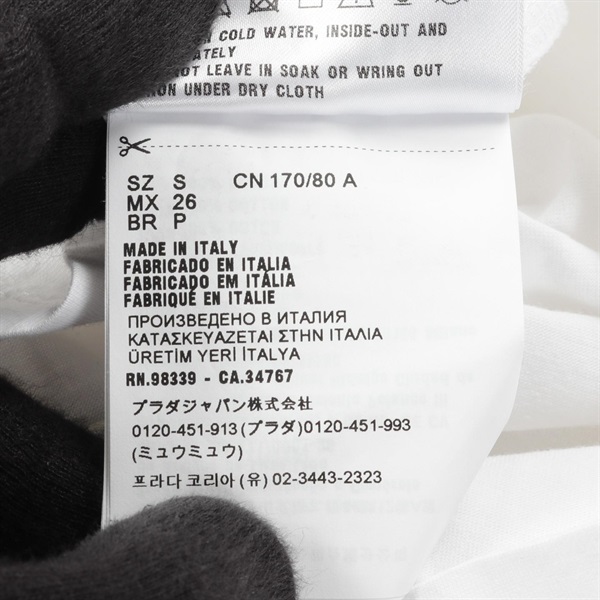 COLD WATER, INSIDE-OUT AND
NOT LEAVE IN SOAK OR WRING OUT
UNDER DRY CLOTH
SZ S CN 170/80 A
MX 26
BR P
MADE IN ITALY
FABRICADO EN ITALIA
FABRICADO EM ITÁLIA
FABRIQUÉ EN ITALIE
ПРОИЗВЕДЕНО В ИТАЛИЯ
ΚΑΤΑΣΚΕΥΑΖΕΤΑΙ ΣΤΗΝ ΙΤΑΛΙΑ
ÜRETİM YERİ İTALYA
RN.98339 - CA.34767
プラダジャパン株式会社
0120-451-913 (プラダ)0120-451-993
(ミュウミュウ)
프라다 코리아 (유) 02-3443-2323